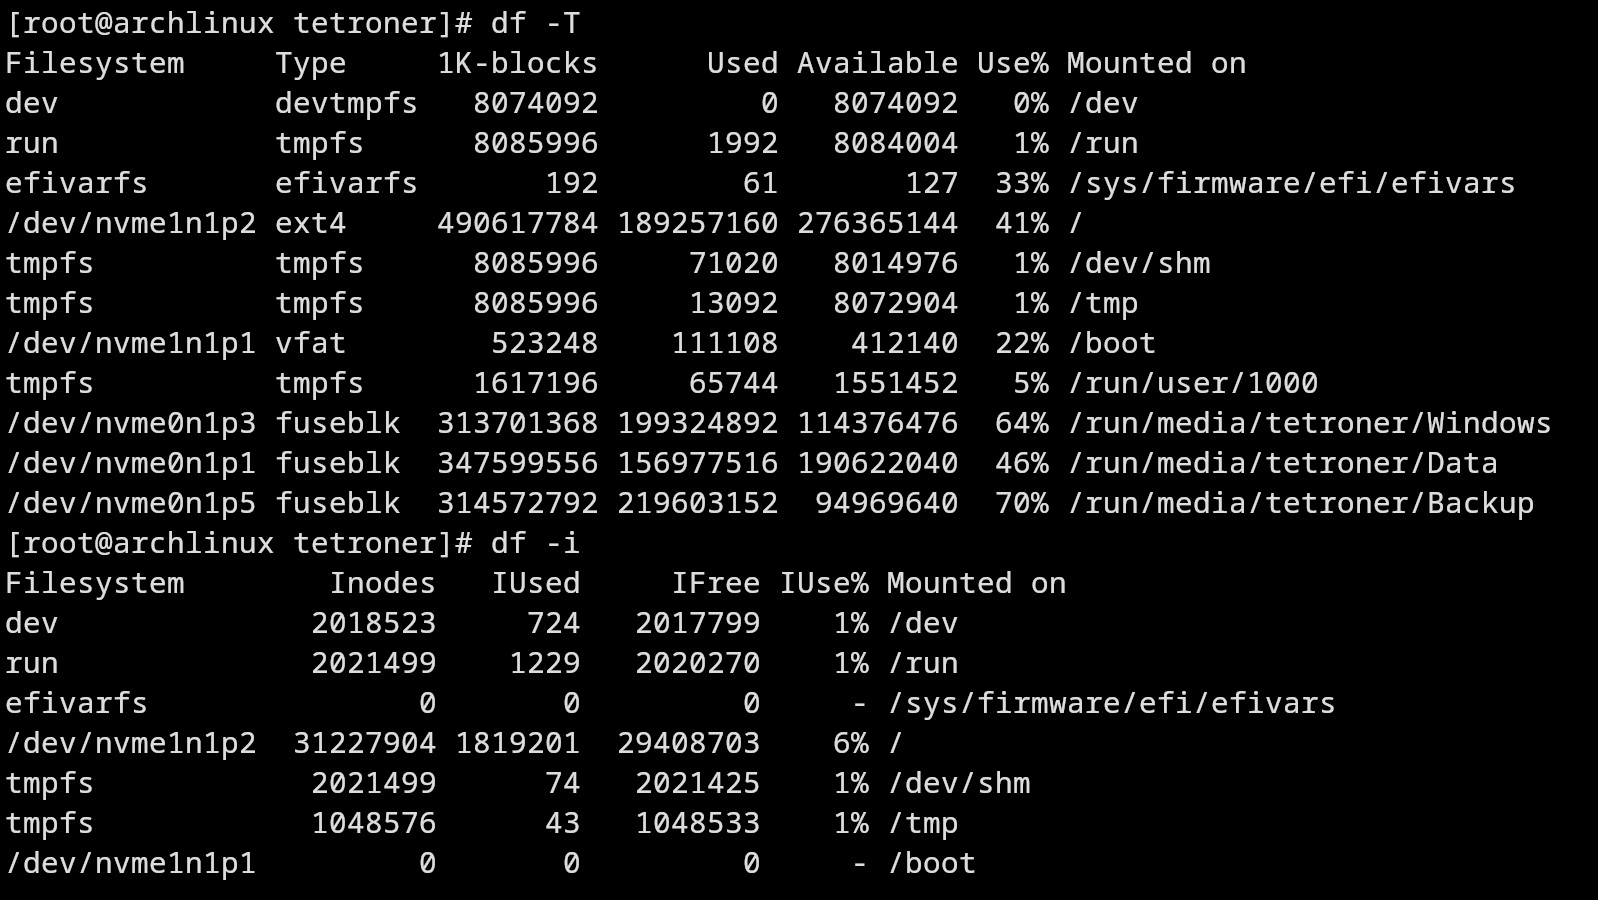 [root@archlinux tetroner]# df -T
Filesystem     Type     1K-blocks      Used Available Use% Mounted on
dev            devtmpfs   8074092         0   8074092   0% /dev
run            tmpfs      8085996      1992   8084004   1% /run
efivarfs       efivarfs       192        61       127  33% /sys/firmware/efi/efivars
/dev/nvme1n1p2 ext4     490617784 189257160 276365144  41% /
tmpfs          tmpfs      8085996     71020   8014976   1% /dev/shm
tmpfs          tmpfs      8085996     13092   8072904   1% /tmp
/dev/nvme1n1p1 vfat        523248    111108    412140  22% /boot
tmpfs          tmpfs      1617196     65744   1551452   5% /run/user/1000
/dev/nvme0n1p3 fuseblk  313701368 199324892 114376476  64% /run/media/tetroner/Windows
/dev/nvme0n1p1 fuseblk  347599556 156977516 190622040  46% /run/media/tetroner/Data
/dev/nvme0n1p5 fuseblk  314572792 219603152  94969640  70% /run/media/tetroner/Backup
[root@archlinux tetroner]# df -i
Filesystem        Inodes   IUsed     IFree IUse% Mounted on
dev              2018523     724   2017799    1% /dev
run              2021499    1229   2020270    1% /run
efivarfs               0       0         0     - /sys/firmware/efi/efivars
/dev/nvme1n1p2  31227904 1819201  29408703    6% /
tmpfs            2021499      74   2021425    1% /dev/shm
tmpfs            1048576      43   1048533    1% /tmp
/dev/nvme1n1p1         0       0         0     - /boot